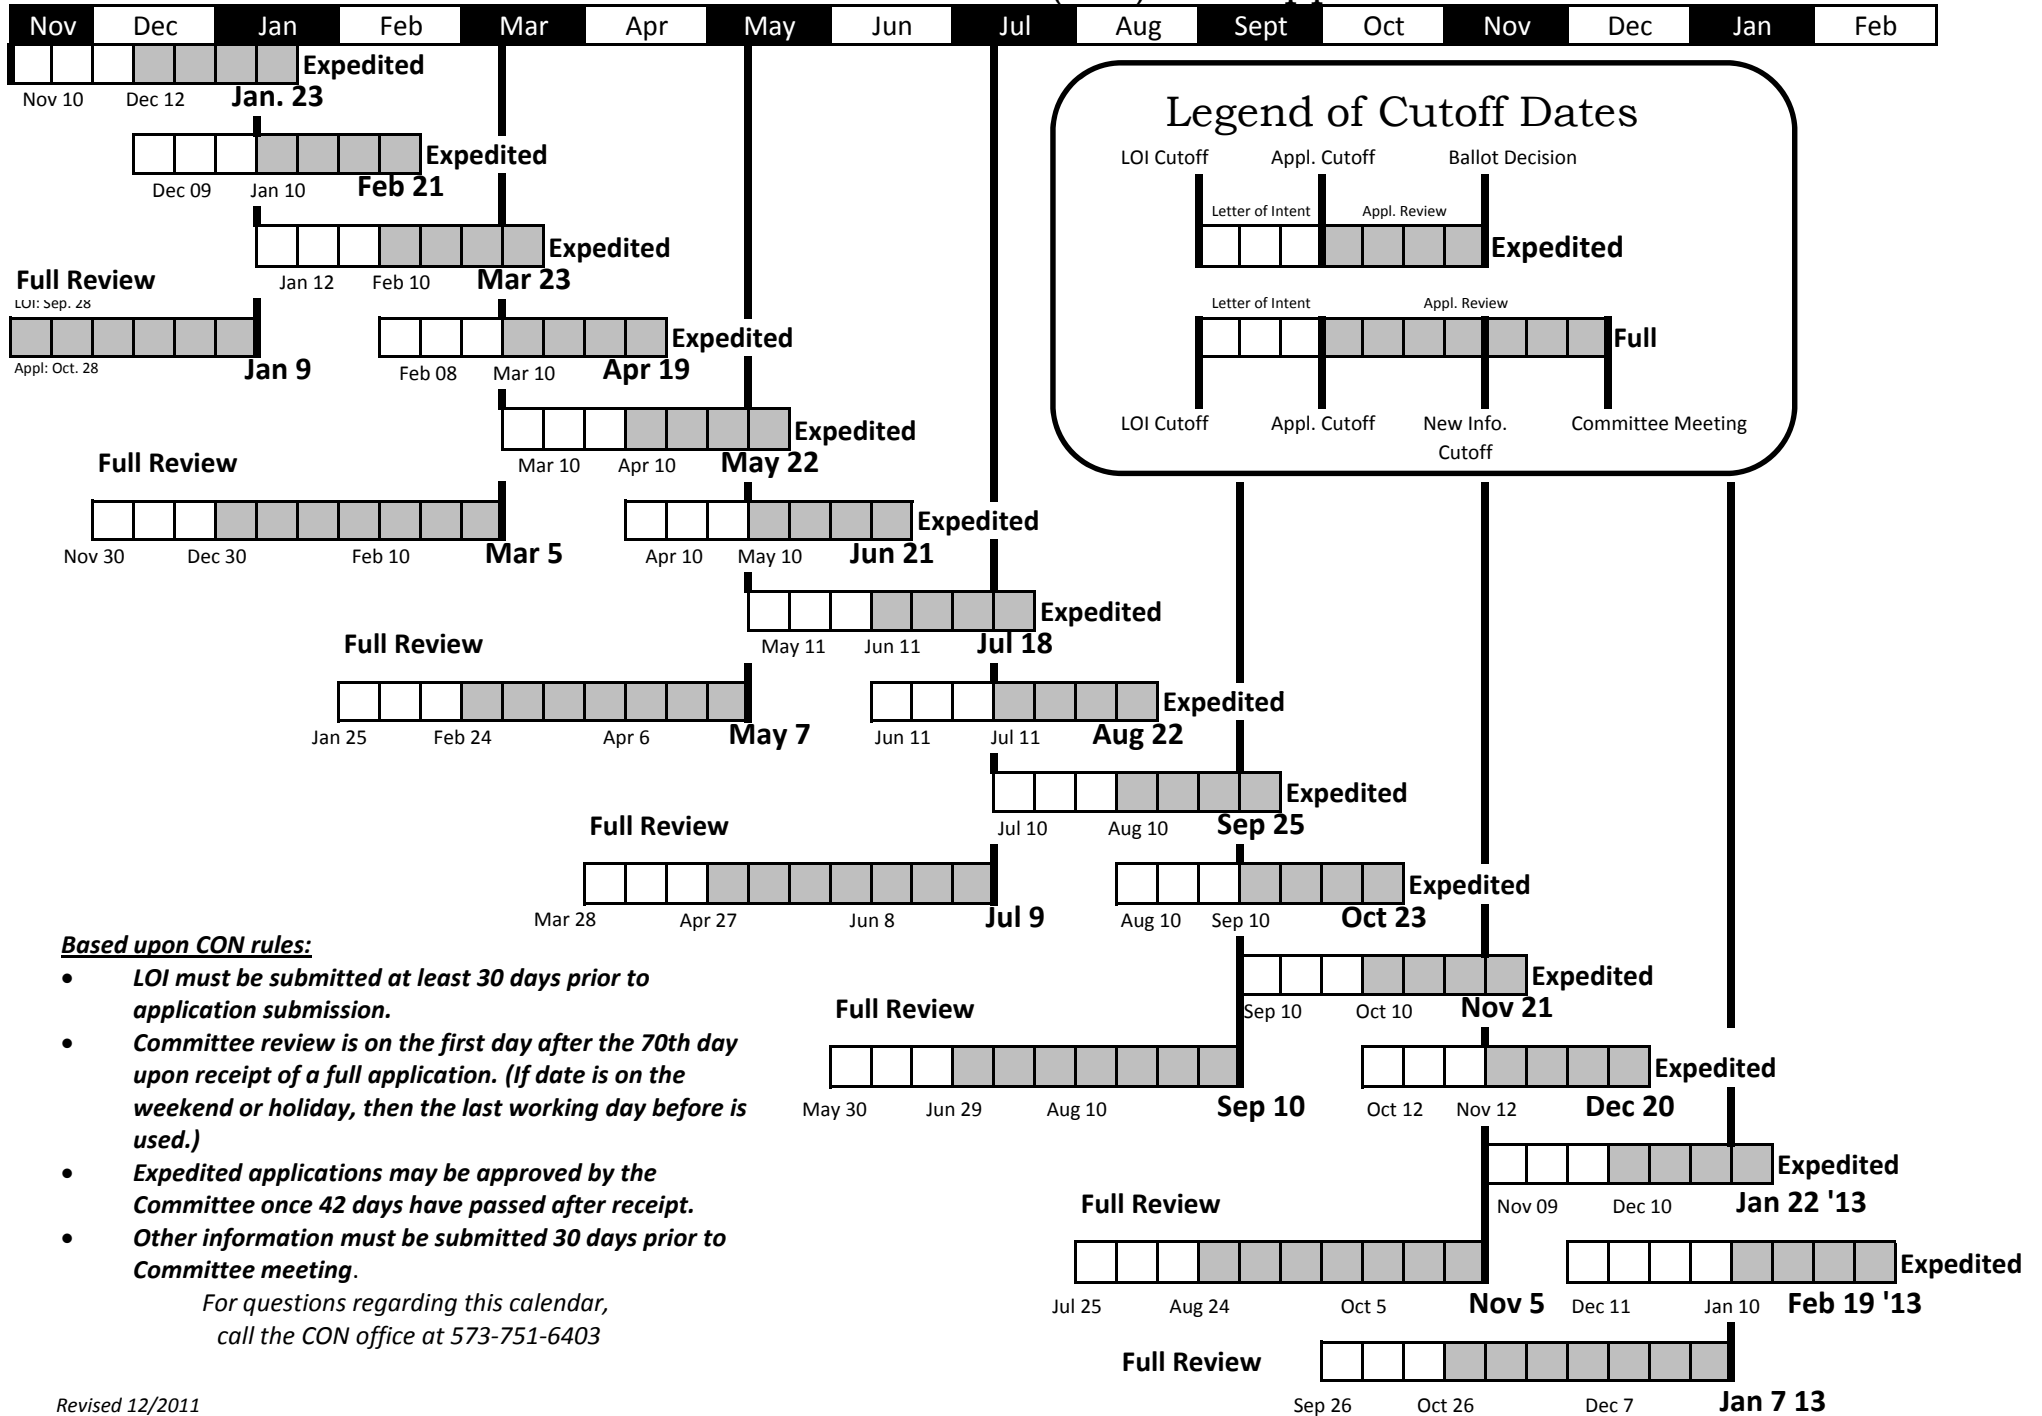 Nov Dec Jan Feb Mar Apr May Jun Jul Aug Sept Oct Nov Dec Jan Feb
Expedited
Nov 10 Dec 12 Jan. 23
Legend of Cutoff Dates
LOI Cutoff Appl. Cutoff Ballot Decision
Letter of Intent Appl. Review
Expedited
Letter of Intent Appl. Review
Full
LOI Cutoff Appl. Cutoff New Info. Committee Meeting
Cutoff
Expedited
Dec 09 Jan 10 Feb 21
Expedited
Jan 12 Feb 10 Mar 23
Full Review
LOI: Sep. 28
Appl: Oct. 28 Jan 9
Expedited
Feb 08 Mar 10 Apr 19
Expedited
Mar 10 Apr 10 May 22
Full Review
Nov 30 Dec 30 Feb 10 Mar 5
Expedited
Apr 10 May 10 Jun 21
Expedited
May 11 Jun 11 Jul 18
Full Review
Jan 25 Feb 24 Apr 6 May 7
Expedited
Jun 11 Jul 11 Aug 22
Expedited
Jul 10 Aug 10 Sep 25
Full Review
Mar 28 Apr 27 Jun 8 Jul 9
Expedited
Aug 10 Sep 10 Oct 23
Expedited
Sep 10 Oct 10 Nov 21
Full Review
May 30 Jun 29 Aug 10 Sep 10
Expedited
Oct 12 Nov 12 Dec 20
Expedited
Nov 09 Dec 10 Jan 22 '13
Full Review
Jul 25 Aug 24 Oct 5 Nov 5
Expedited
Dec 11 Jan 10 Feb 19 '13
Full Review
Sep 26 Oct 26 Dec 7 Jan 7 13
Based upon CON rules:
• LOI must be submitted at least 30 days prior to
application submission.
• Committee review is on the first day after the 70th day
upon receipt of a full application. (If date is on the
weekend or holiday, then the last working day before is
used.)
• Expedited applications may be approved by the
Committee once 42 days have passed after receipt.
• Other information must be submitted 30 days prior to
Committee meeting.
For questions regarding this calendar,
call the CON office at 573-751-6403
Revised 12/2011